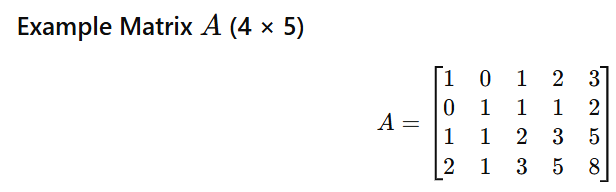 Example Matrix A (4 × 5)
A = [1 0 1 2 3
0 1 1 1 2
1 1 2 3 5
2 1 3 5 8]